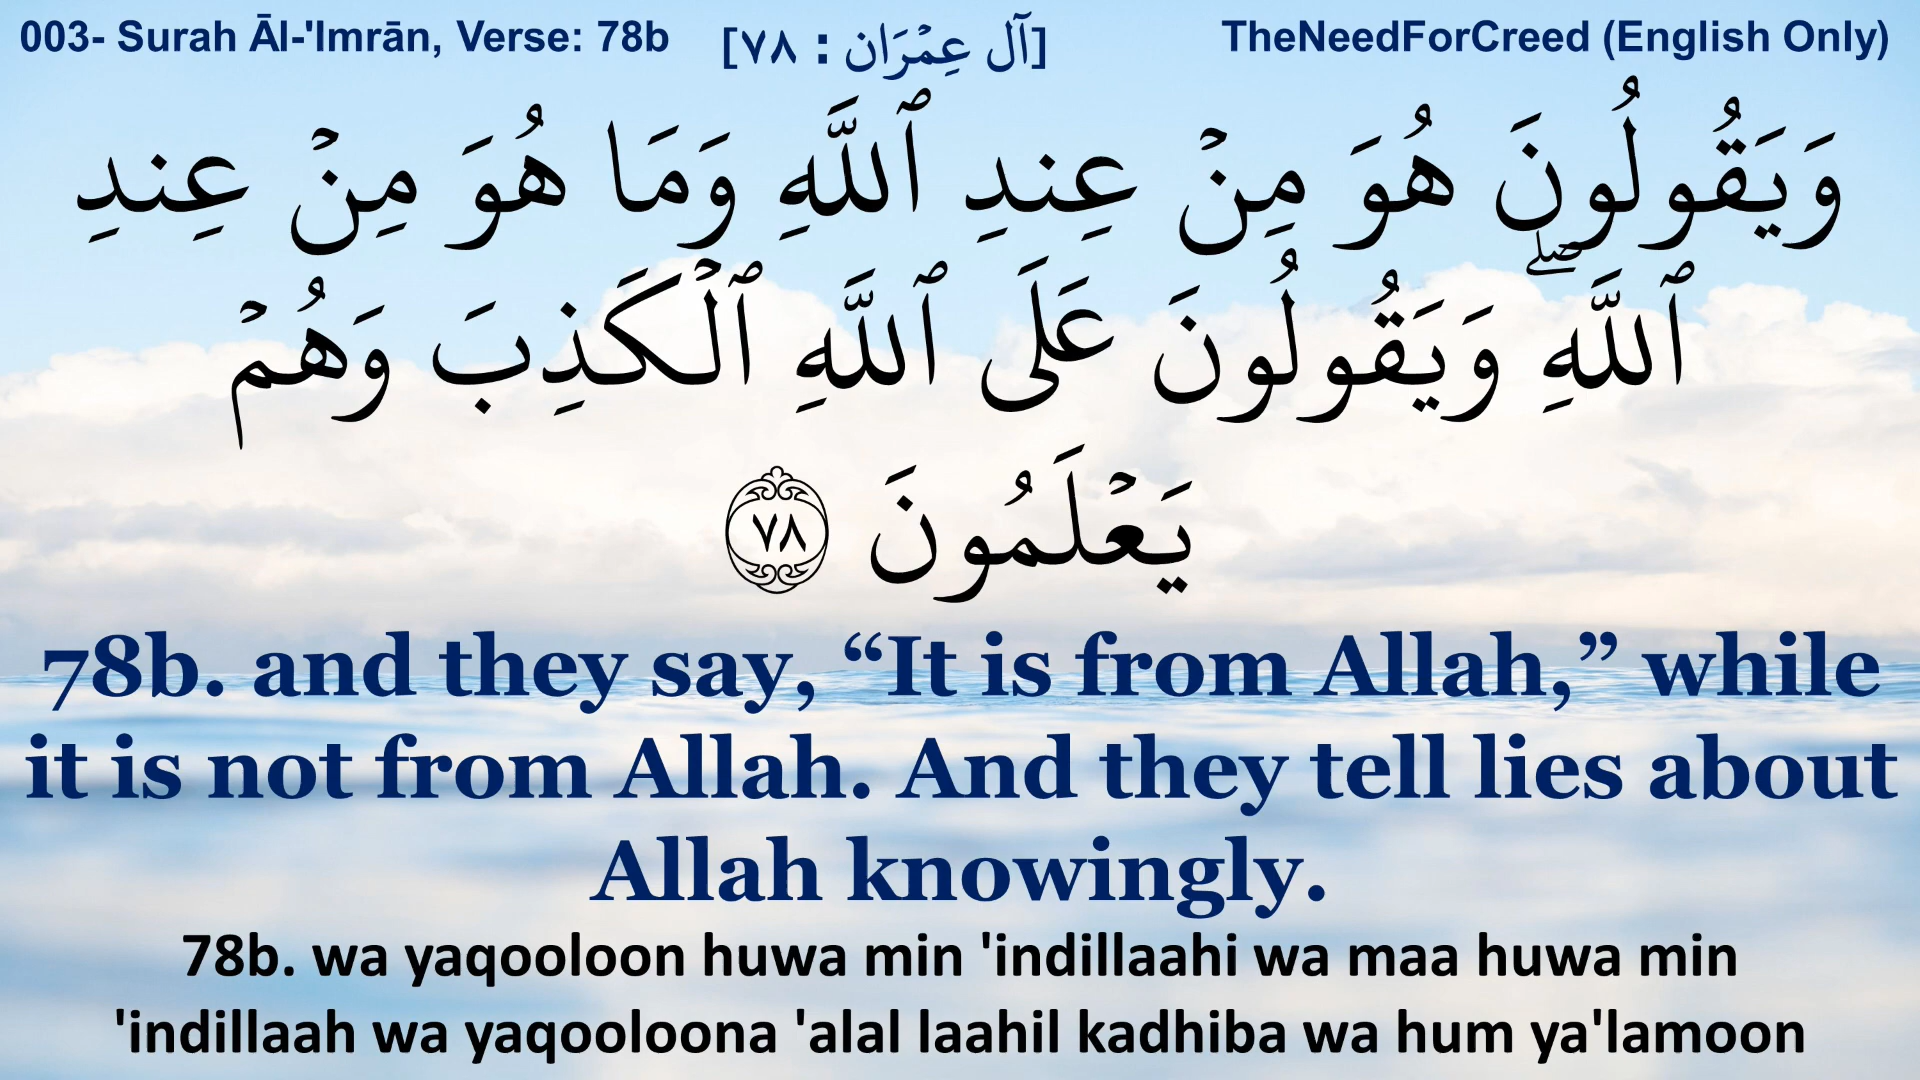 003- Surah Āl-'Imrān, Verse: 78b [آل عِمْرَان : ٧٨] TheNeedForCreed (English Only)
وَيَقُولُونَ هُوَ مِنْ عِندِ ٱللَّهِ وَمَا هُوَ مِنْ عِندِ
ٱللَّهِۖ وَيَقُولُونَ عَلَى ٱللَّهِ ٱلْكَذِبَ وَهُمْ
يَعْلَمُونَ ٧٨
78b. and they say, “It is from Allah,” while
it is not from Allah. And they tell lies about
Allah knowingly.
78b. wa yaqooloon huwa min 'indillaahi wa maa huwa min
'indillaah wa yaqooloona 'alal laahil kadhiba wa hum ya'lamoon